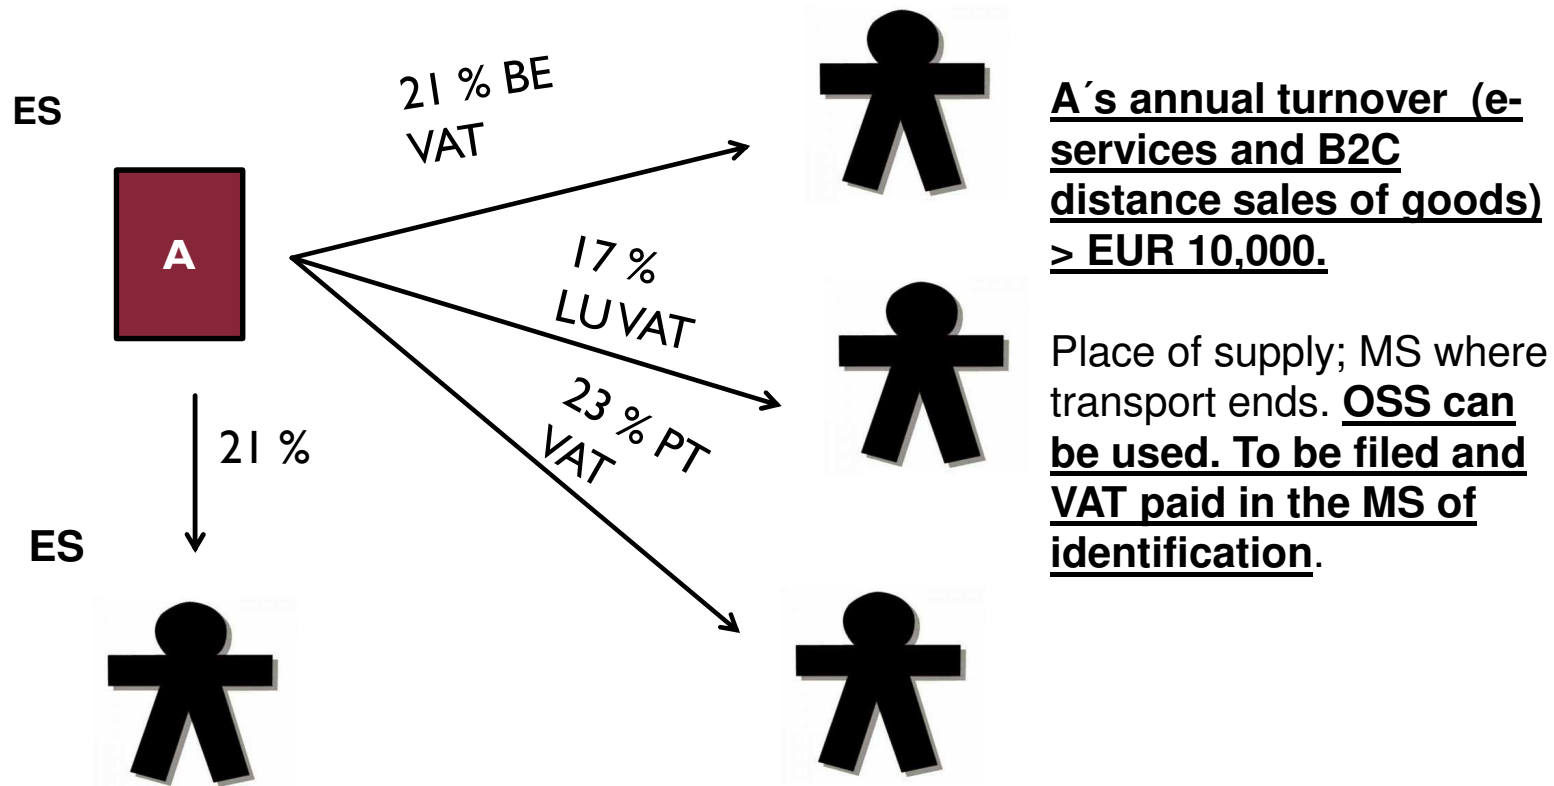 ES
A
21 % BE
VAT
17 %
LU VAT
23 % PT
VAT
21 %
ES
A´s annual turnover (e-
services and B2C
distance sales of goods)
> EUR 10,000.
Place of supply; MS where
transport ends. OSS can
be used. To be filed and
VAT paid in the MS of
identification.